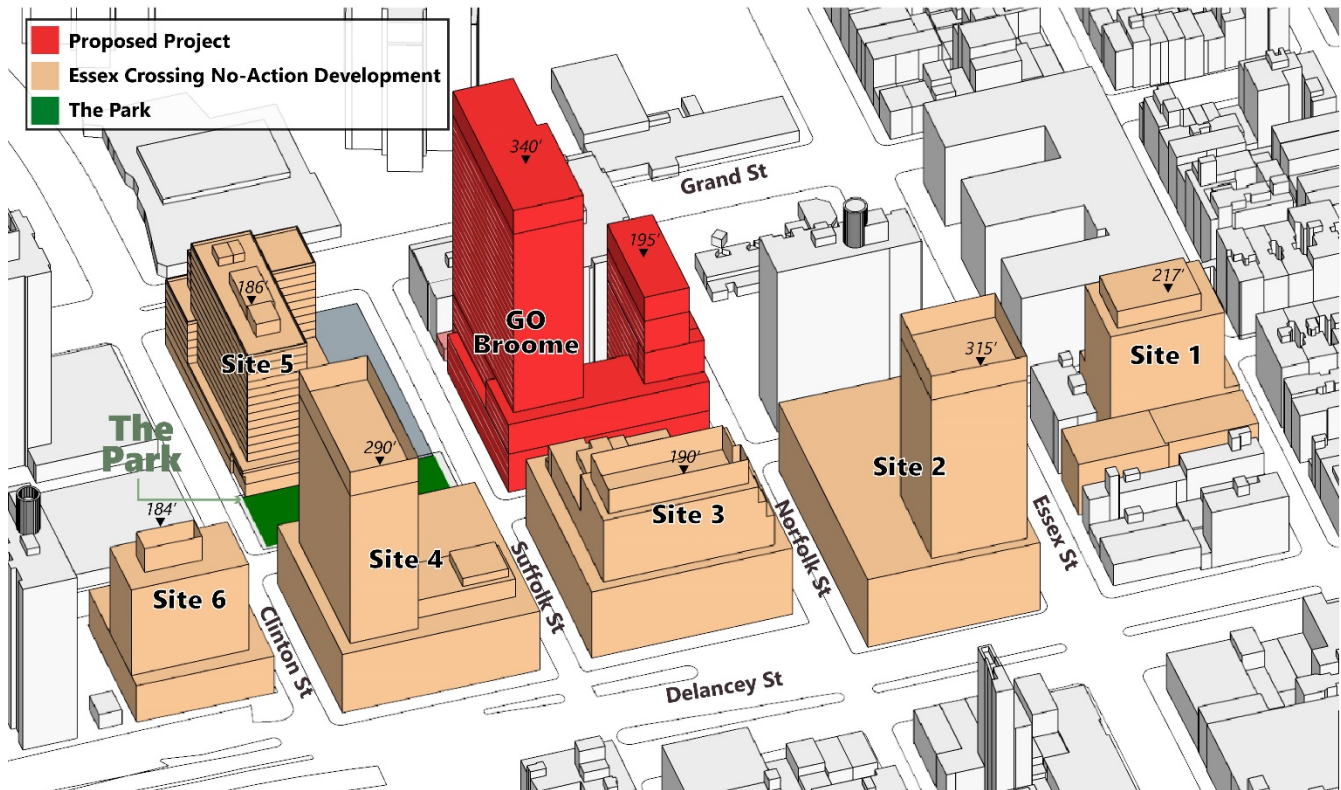 Proposed Project
Essex Crossing No-Action Development
The Park
340'
Grand St
195'
186'
217'
GO
Broome
315'
Site 1
Site 5
The
Park
290'
190'
Site 2
184'
Site 3
Essex St
Norfolk St
Site 4
Suffolk St
Site 6
Clinton St
Delancey St